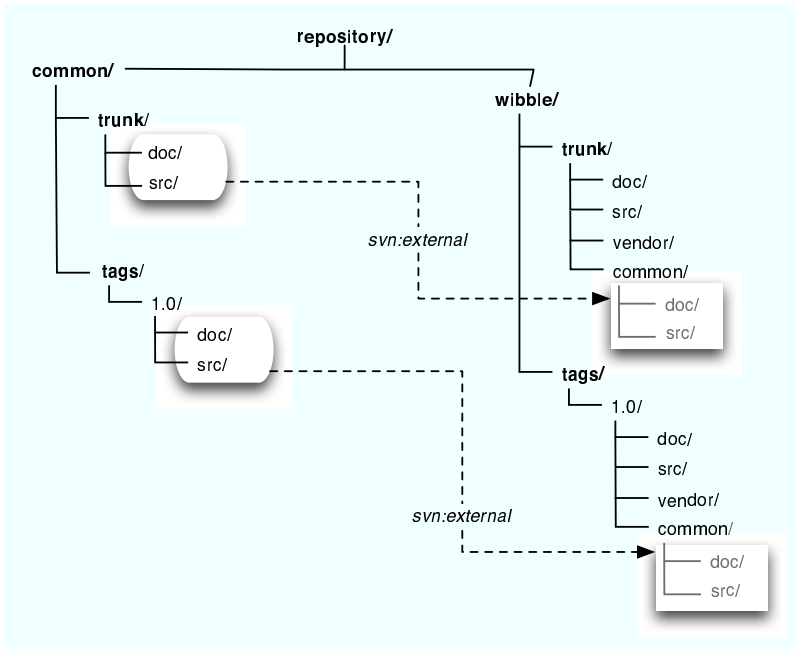 repository/
common/
trunk/
doc/
src/
svn:external
tags/
1.0/
doc/
src/
svn:external
wibble/
trunk/
doc/
src/
vendor/
common/
doc/
src/
tags/
1.0/
doc/
src/
vendor/
common/
doc/
src/